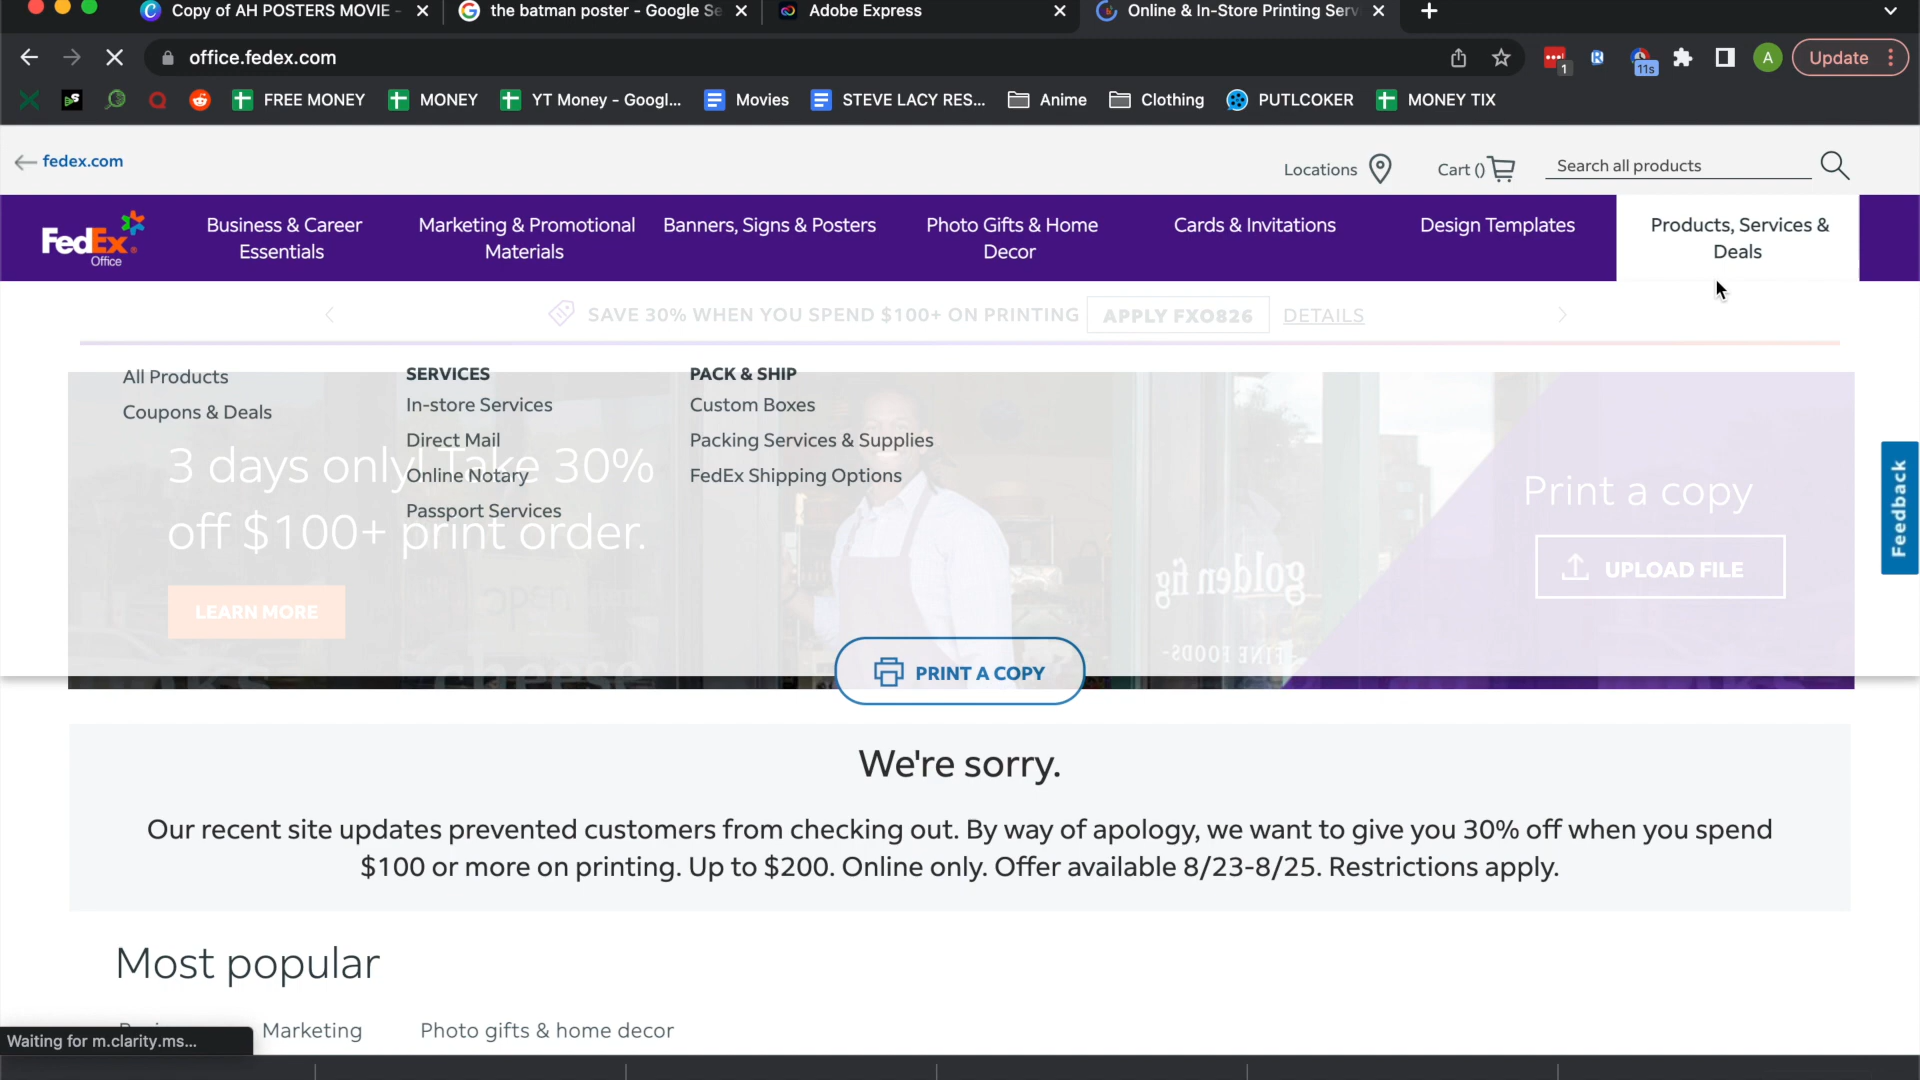 Copy of AH POSTERS MOVIE -
the batman poster - Google Se
Adobe Express
Online & In-Store Printing Serv
office.fedex.com
1
11s
A
Update
FREE MONEY
MONEY
YT Money - Googl...
Movies
STEVE LACY RES...
Anime
Clothing
PUTLCOKER
MONEY TIX
fedex.com
Locations
Cart ()
Search all products
FedEx
Office
Business & Career
Essentials
Marketing & Promotional
Materials
Banners, Signs & Posters
Photo Gifts & Home
Decor
Cards & Invitations
Design Templates
Products, Services &
Deals
SAVE 30% WHEN YOU SPEND $100+ ON PRINTING
APPLY FXO826
DETAILS
All Products
Coupons & Deals
SERVICES
In-store Services
Direct Mail
Online Notary
Passport Services
PACK & SHIP
Custom Boxes
Packing Services & Supplies
FedEx Shipping Options
3 days only! Take 30%
off $100+ print order.
LEARN MORE
golden fig
-FINE FOODS-
cheese
Print a copy
UPLOAD FILE
Feedback
PRINT A COPY
We're sorry.
Our recent site updates prevented customers from checking out. By way of apology, we want to give you 30% off when you spend
$100 or more on printing. Up to $200. Online only. Offer available 8/23-8/25. Restrictions apply.
Most popular
Marketing
Photo gifts & home decor
Waiting for m.clarity.ms...